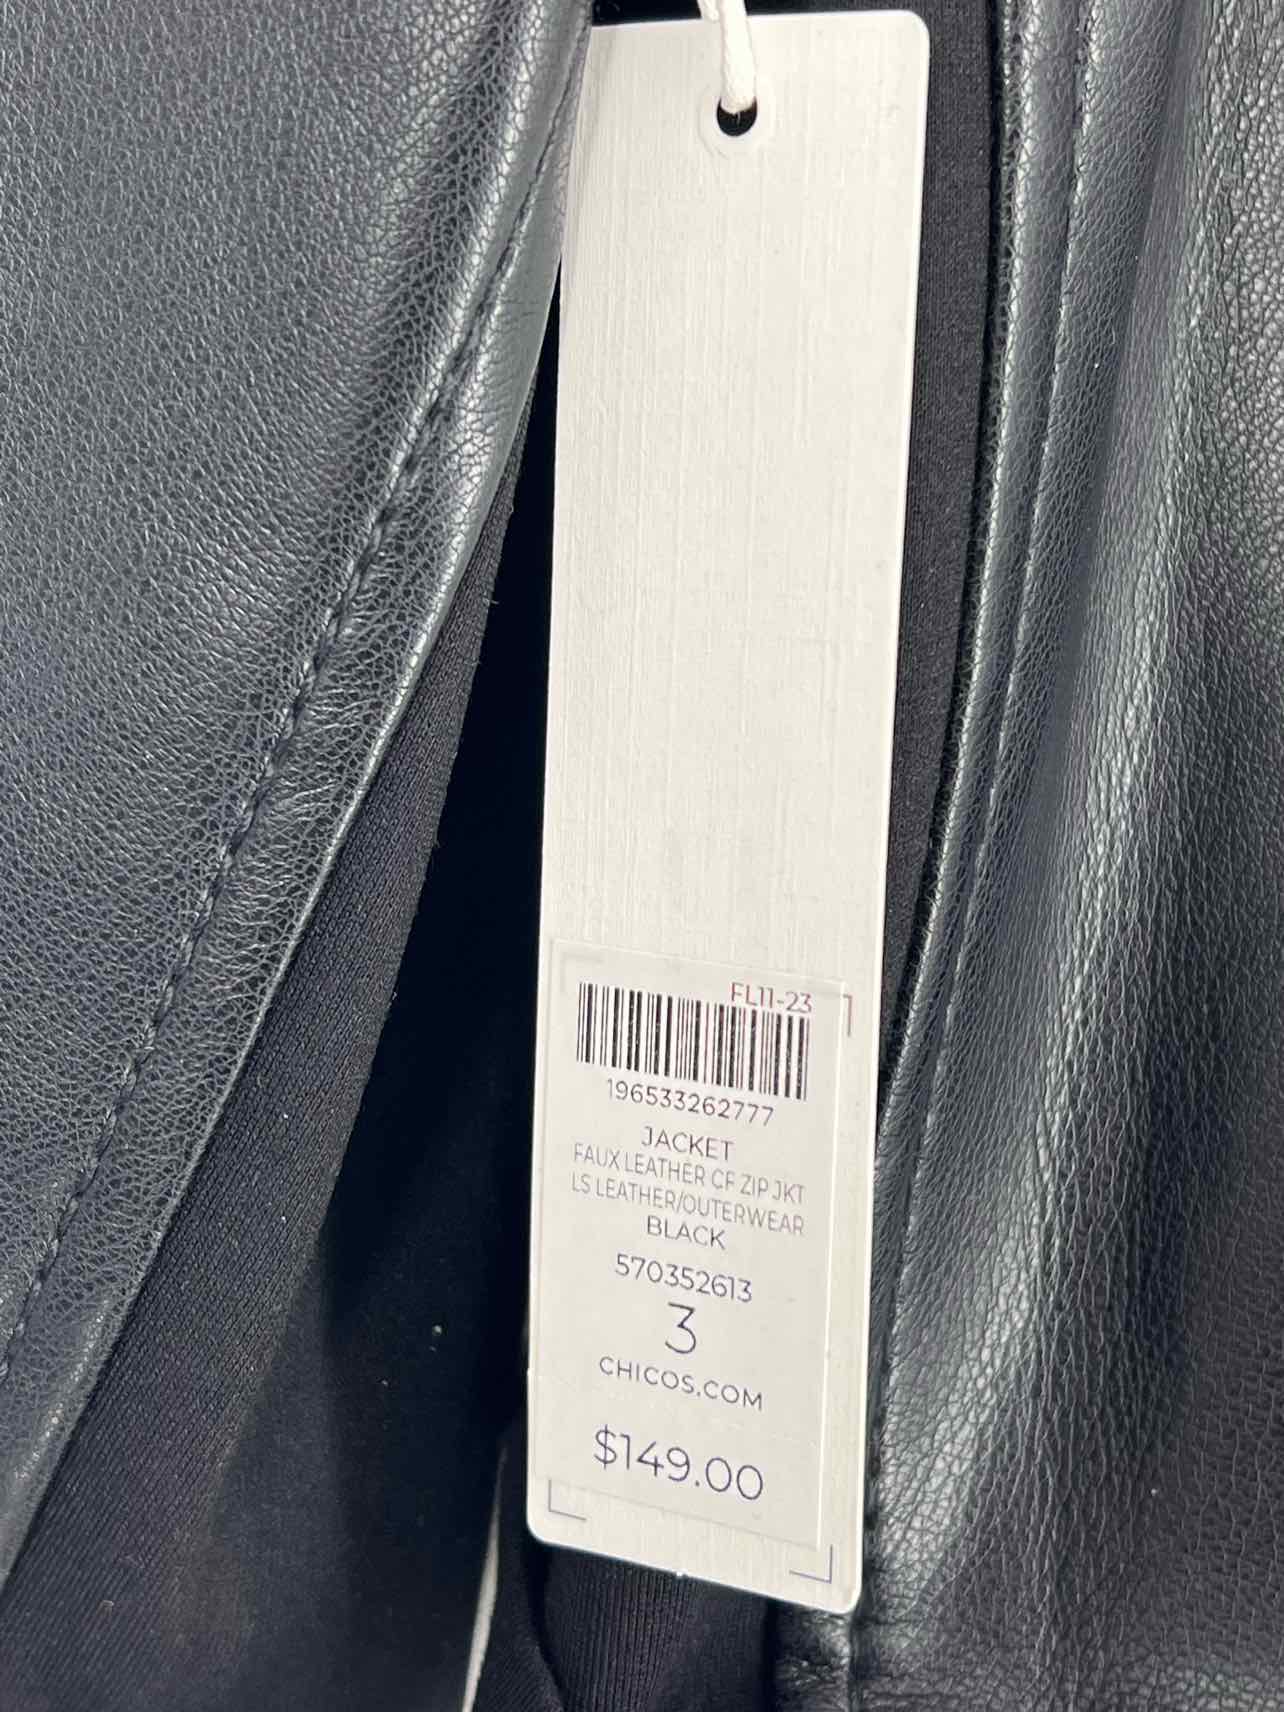 FL11-23
196533262777
JACKET
FAUX LEATHER CF ZIP JKT
LS LEATHER/OUTERWEAR
BLACK
570352613
3
CHICOS.COM
$149.00